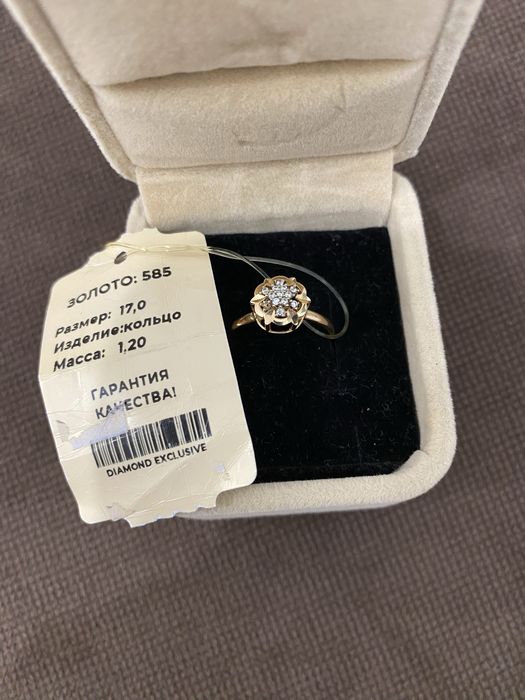 ЗОЛОТО: 585
Размер: 17,0
Изделие:кольцо
Масса: 1,20
ГАРАНТИЯ
КАЧЕСТВА!
DIAMOND EXCLUSIVE